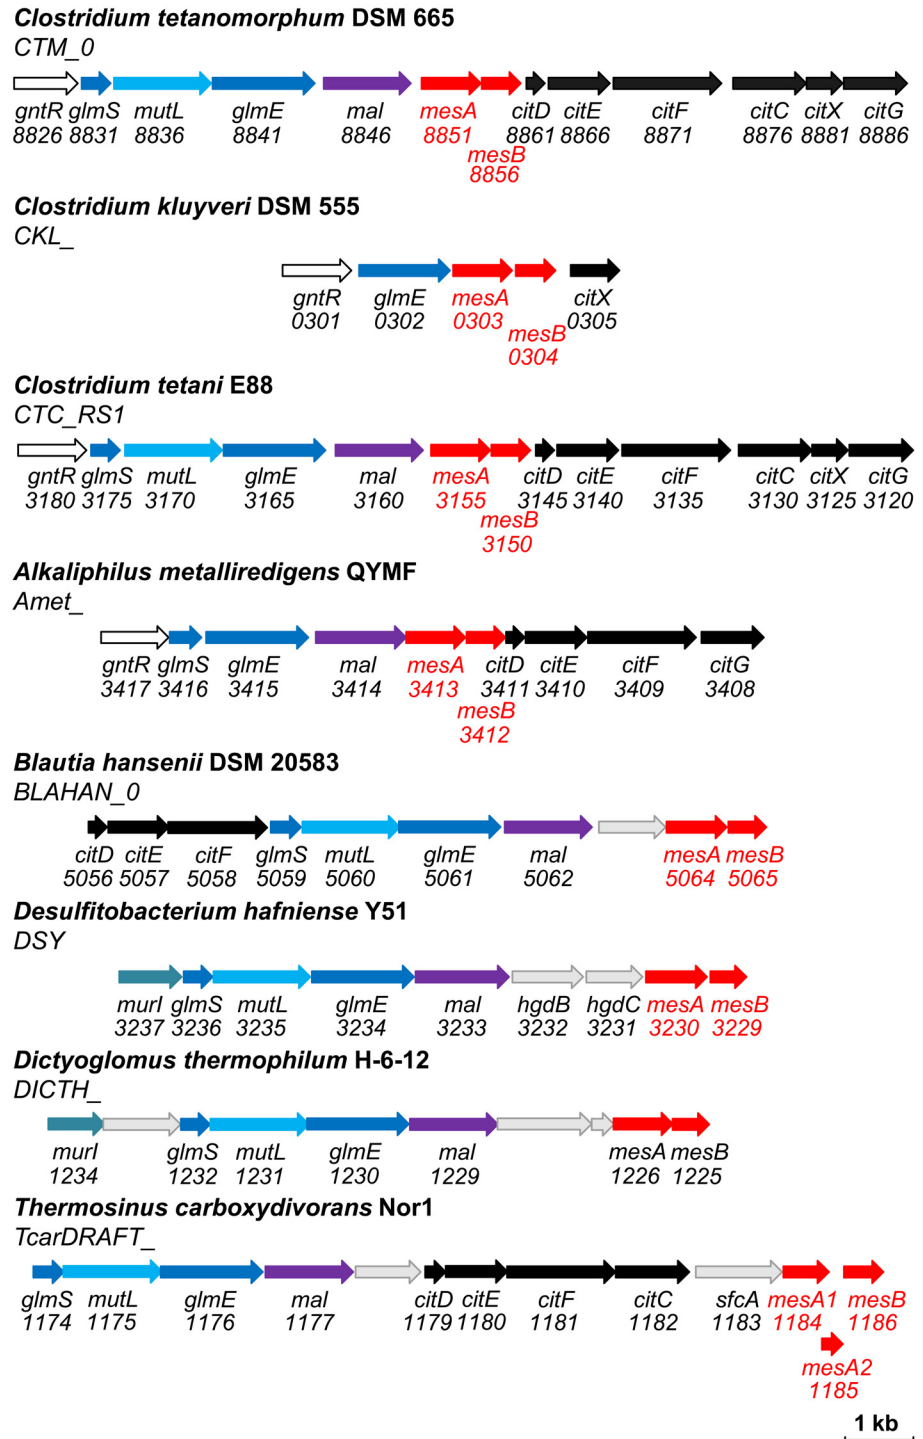 Clostridium tetanomorphum DSM 665
CTM_0
gntR glmS mutL glmE mal mesA citD citE citF citC citX citG
8826 8831 8836 8841 8846 8851 8861 8866 8871 8876 8881 8886
mesB
8856
Clostridium kluyveri DSM 555
CKL_
gntR glmE mesA citX
0301 0302 0303 0305
mesB
0304
Clostridium tetani E88
CTC_RS1
gntR glmS mutL glmE mal mesA citD citE citF citC citX citG
3180 3175 3170 3165 3160 3155 3145 3140 3135 3130 3125 3120
mesB
3150
Alkaliphilus metalliredigens QYMF
Amet_
gntR glmS glmE mal mesA citD citE citF citG
3417 3416 3415 3414 3413 3411 3410 3409 3408
mesB
3412
Blautia hansenii DSM 20583
BLAHAN_0
citD citE citF glmS mutL glmE mal mesA mesB
5056 5057 5058 5059 5060 5061 5062 5064 5065
Desulfitobacterium hafniense Y51
DSY
murI glmS mutL glmE mal hgdB hgdC mesA mesB
3237 3236 3235 3234 3233 3232 3231 3230 3229
Dictyoglomus thermophilum H-6-12
DICTH_
murI glmS mutL glmE mal mesA mesB
1234 1232 1231 1230 1229 1226 1225
Thermosinus carboxydivorans Nor1
TcarDRAFT_
glmS mutL glmE mal citD citE citF citC sfcA mesA1 mesB
1174 1175 1176 1177 1179 1180 1181 1182 1183 1184 1186
mesA2
1185
1 kb